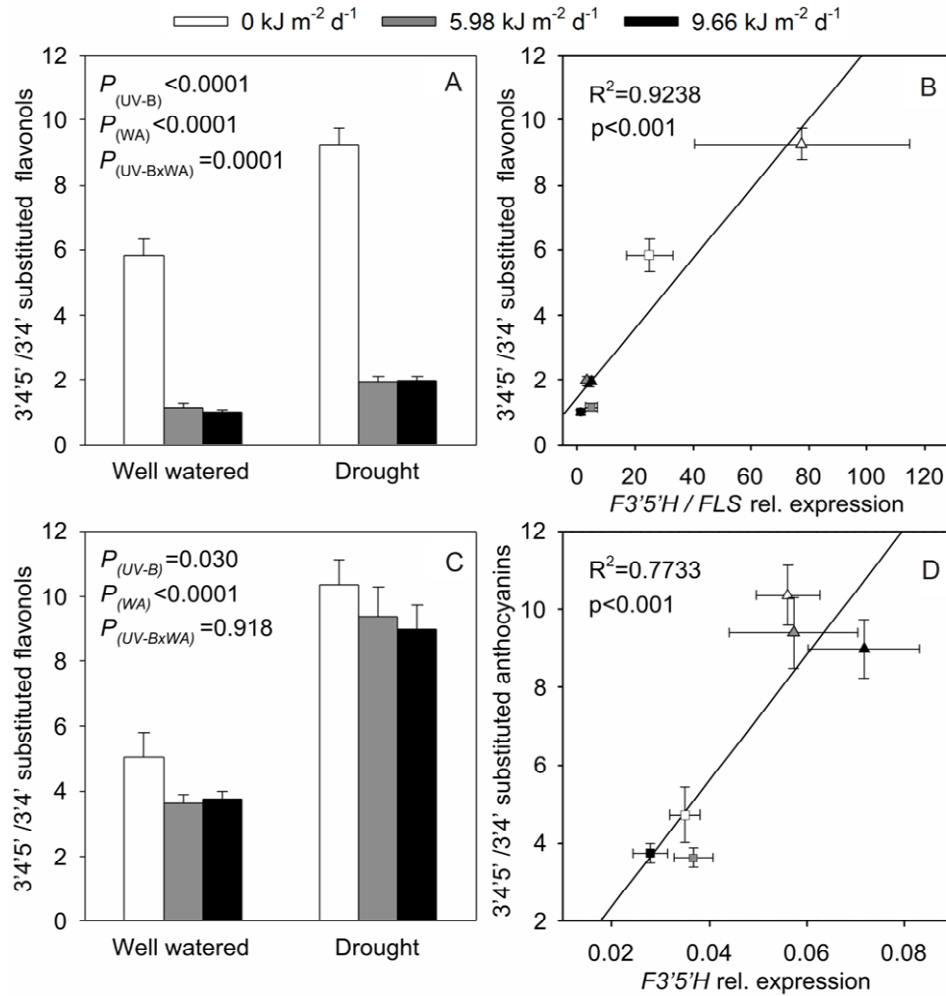 0 kJ m⁻² d⁻¹ 5.98 kJ m⁻² d⁻¹ 9.66 kJ m⁻² d⁻¹
A
P(UV-B) <0.0001
P(WA) <0.0001
P(UV-BxWA) =0.0001
3'4'5' /3'4' substituted flavonols
12
10
8
6
4
2
0
Well watered Drought
B
R²=0.9238
p<0.001
3'4'5' /3'4' substituted flavonols
12
10
8
6
4
2
0
0 20 40 60 80 100 120
F3'5'H / FLS rel. expression
C
P(UV-B) =0.030
P(WA) <0.0001
P(UV-BxWA) =0.918
3'4'5' /3'4' substituted flavonols
12
10
8
6
4
2
0
Well watered Drought
D
R²=0.7733
p<0.001
3'4'5' /3'4' substituted anthocyanins
12
10
8
6
4
2
0.02 0.04 0.06 0.08
F3'5'H rel. expression